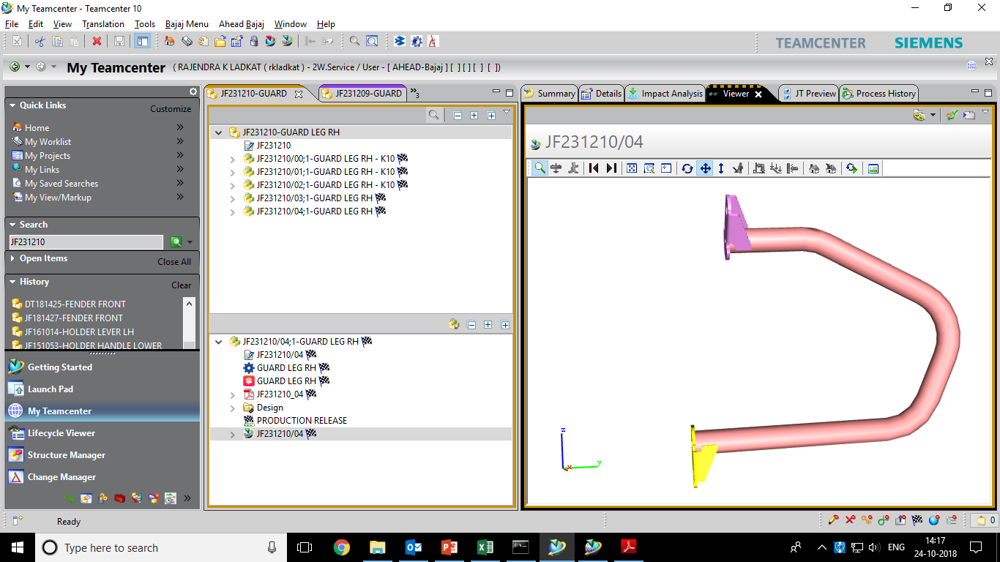 My Teamcenter - Teamcenter 10
File Edit View Translation Tools Bajaj Menu Ahead Bajaj Window Help
TEAMCENTER SIEMENS
My Teamcenter ( RAJENDRA K LADKAT ( rkladkat ) - 2W.Service / User - [ AHEAD-Bajaj ] [ ] [ ] [ ] [ ])
Quick Links
Customize
Home »
My Worklist »
My Projects »
My Links »
My Saved Searches »
My View/Markup »
Search
JF231210
Open Items
Close All
History
Clear
DT181425-FENDER FRONT
JF181427-FENDER FRONT
JF161014-HOLDER LEVER LH
JF151053-HOLDER HANDLE LOWER
Getting Started
Launch Pad
My Teamcenter
Lifecycle Viewer
Structure Manager
Change Manager
»
JF231210-GUARD JF231209-GUARD »3
JF231210-GUARD LEG RH
JF231210
JF231210/00;1-GUARD LEG RH - K10
JF231210/01;1-GUARD LEG RH - K10
JF231210/02;1-GUARD LEG RH - K10
JF231210/03;1-GUARD LEG RH
JF231210/04;1-GUARD LEG RH
JF231210/04;1-GUARD LEG RH
JF231210/04
GUARD LEG RH
GUARD LEG RH
JF231210_04
Design
PRODUCTION RELEASE
JF231210/04
Summary Details Impact Analysis Viewer JT Preview Process History
JF231210/04
z
x y
Ready
0
Type here to search
ENG
14:17
24-10-2018